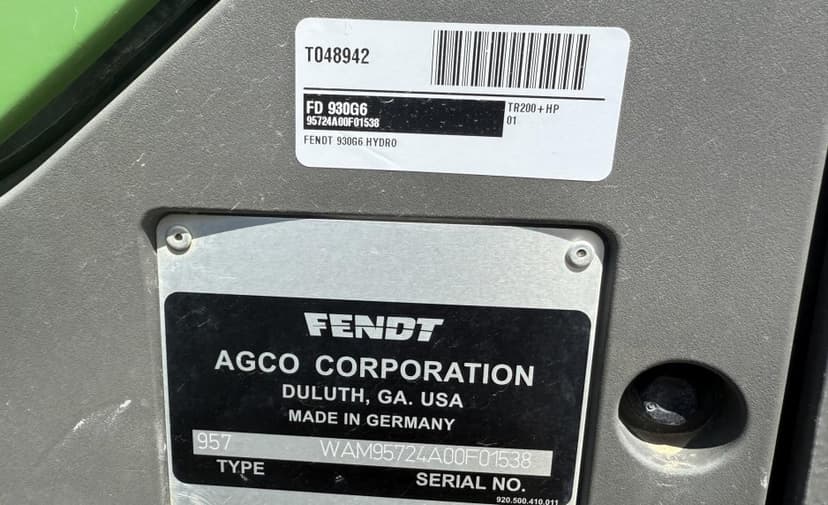 T048942
FD 930G6
95724A00F01538
TR200+HP
01
FENDT 930G6 HYDRO
FENDT
AGCO CORPORATION
DULUTH, GA. USA
MADE IN GERMANY
957 WAM95724A00F01538
TYPE SERIAL NO.
920.500.410.011